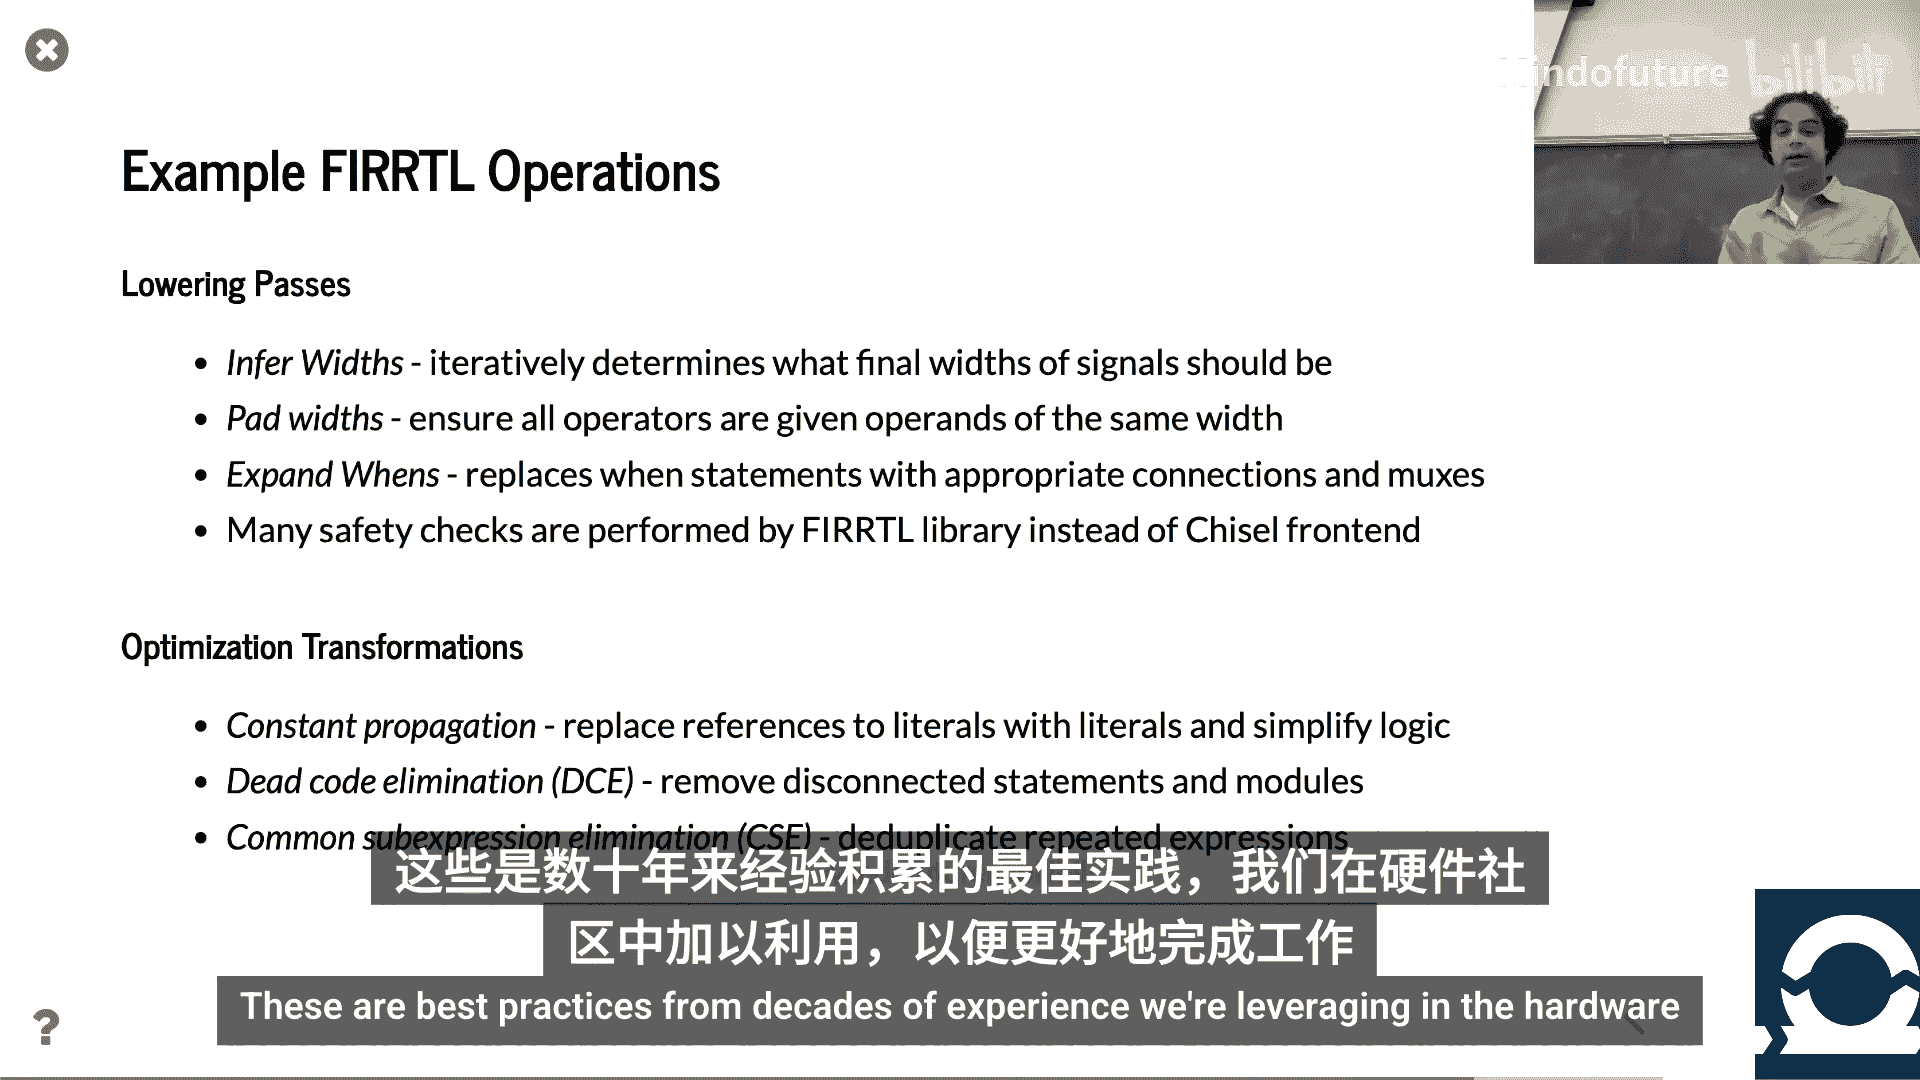 indofuture bilibili
Example FIRRTL Operations
Lowering Passes
Infer Widths - iteratively determines what final widths of signals should be
Pad widths - ensure all operators are given operands of the same width
Expand Whens - replaces when statements with appropriate connections and muxes
Many safety checks are performed by FIRRTL library instead of Chisel frontend
Optimization Transformations
Constant propagation - replace references to literals with literals and simplify logic
Dead code elimination (DCE) - remove disconnected statements and modules
Common subexpression elimination (CSE) - deduplicate repeated expressions
这些是数十年来经验积累的最佳实践，我们在硬件社
区中加以利用，以便更好地完成工作
These are best practices from decades of experience we're leveraging in the hardware
?